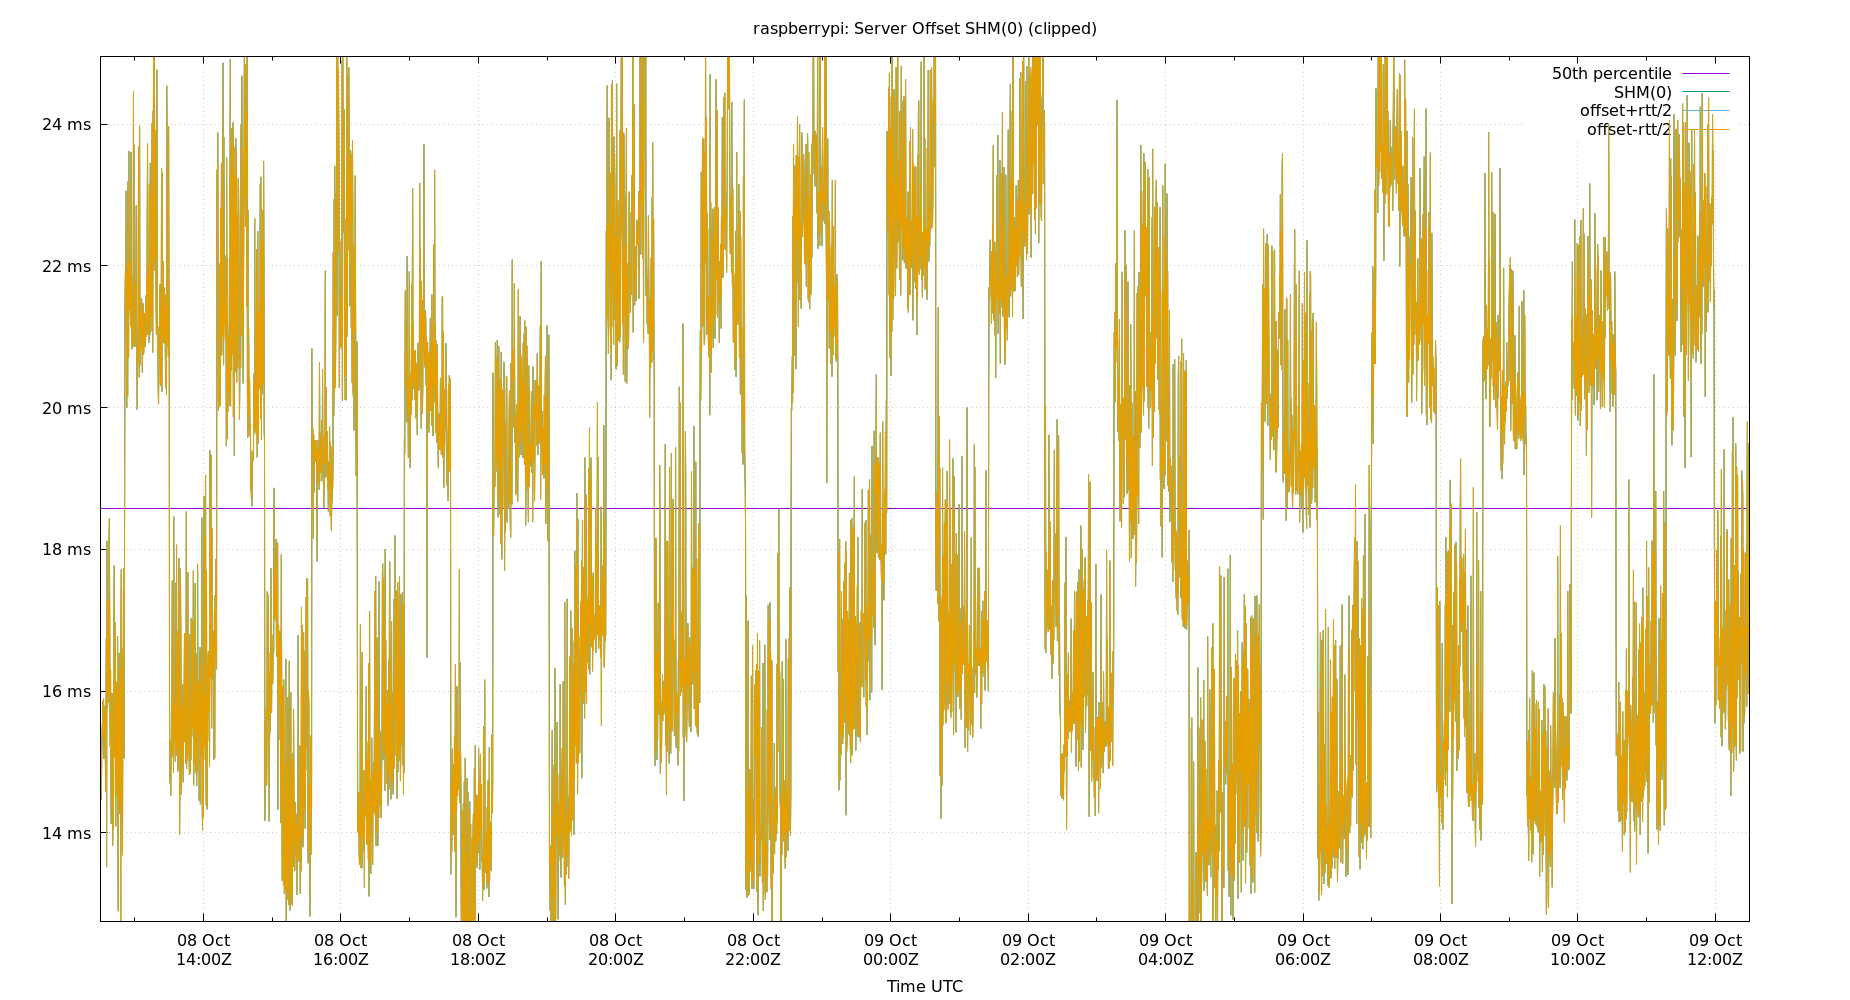 raspberrypi: Server Offset SHM(0) (clipped)
50th percentile
SHM(0)
offset+rtt/2
offset-rtt/2
24 ms
22 ms
20 ms
18 ms
16 ms
14 ms
08 Oct 08 Oct 08 Oct 08 Oct 08 Oct 09 Oct 09 Oct 09 Oct 09 Oct 09 Oct 09 Oct 09 Oct
14:00Z 16:00Z 18:00Z 20:00Z 22:00Z 00:00Z 02:00Z 04:00Z 06:00Z 08:00Z 10:00Z 12:00Z
Time UTC